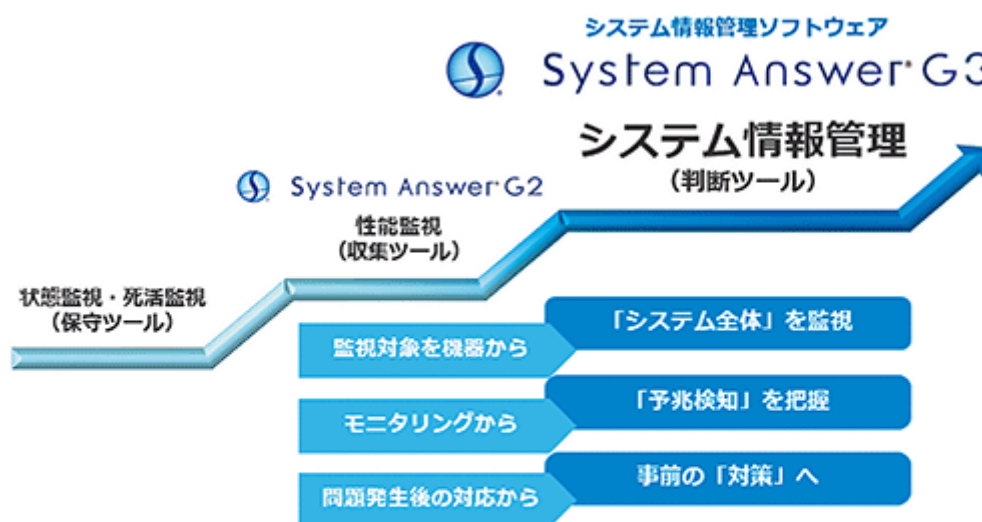 システム情報管理ソフトウェア
System Answer G3
システム情報管理
（判断ツール）
System Answer G2
性能監視
（収集ツール）
状態監視・死活監視
（保守ツール）
監視対象を機器から
「システム全体」を監視
モニタリングから
「予兆検知」を把握
問題発生後の対応から
事前の「対策」へ